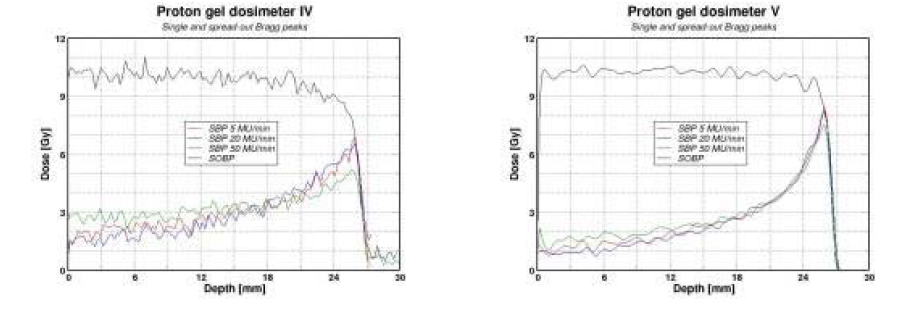 Proton gel dosimeter IV
Single and spread-out Bragg peaks
12
9
6
3
0
Dose [Gy]
SBP 5 MU/min
SBP 20 MU/min
SBP 50 MU/min
SOBP
0 6 12 18 24 30
Depth [mm]
Proton gel dosimeter V
Single and spread-out Bragg peaks
12
9
6
3
0
Dose [Gy]
SBP 5 MU/min
SBP 20 MU/min
SBP 50 MU/min
SOBP
0 6 12 18 24 30
Depth [mm]